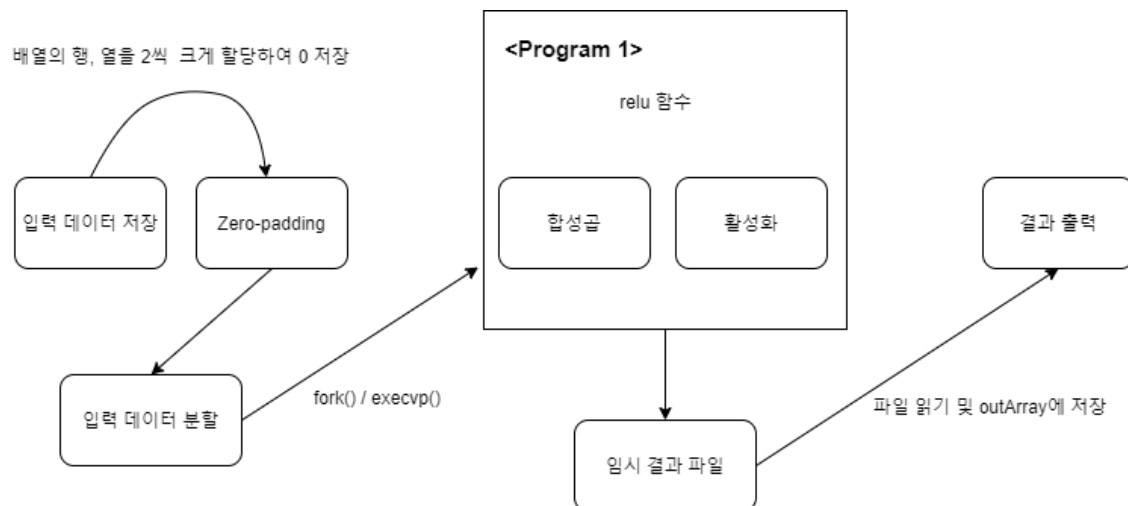 배열의 행, 열을 2씩 크게 할당하여 0 저장
입력 데이터 저장
Zero-padding
입력 데이터 분할
fork() / execvp()
<Program 1>
relu 함수
합성곱
활성화
임시 결과 파일
파일 읽기 및 outArray에 저장
결과 출력